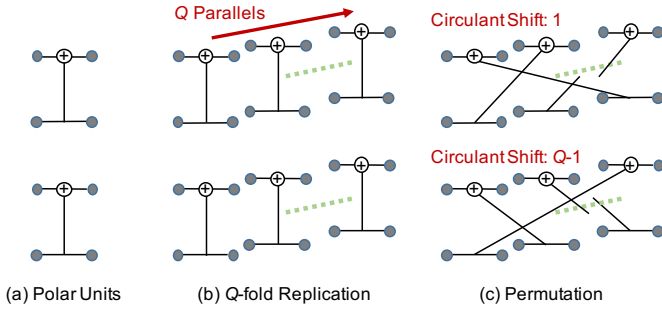 Q Parallels
Circulant Shift: 1
Circulant Shift: Q-1
(a) Polar Units
(b) Q-fold Replication
(c) Permutation